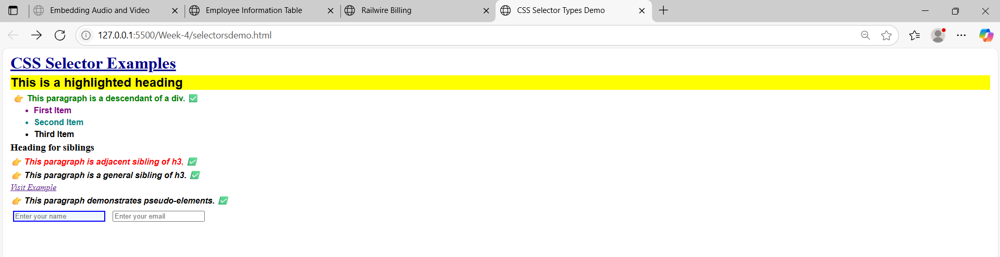 Embedding Audio and Video Employee Information Table Railwire Billing CSS Selector Types Demo
127.0.0.1:5500/Week-4/selectorsdemo.html
CSS Selector Examples
This is a highlighted heading
👉 This paragraph is a descendant of a div. ✅
• First Item
• Second Item
• Third Item
Heading for siblings
👉 This paragraph is adjacent sibling of h3. ✅
👉 This paragraph is a general sibling of h3. ✅
Visit Example
👉 This paragraph demonstrates pseudo-elements. ✅
Enter your name Enter your email